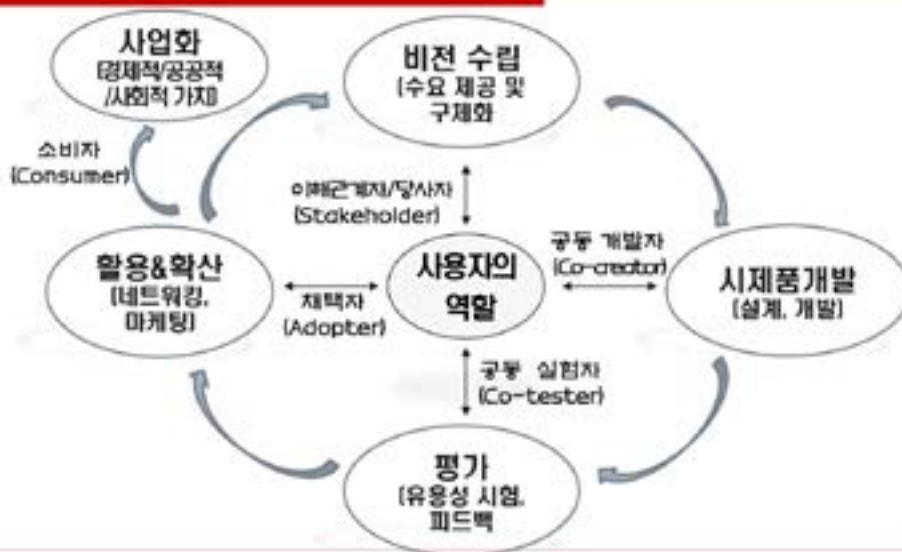 사업화
[경제적/공공적
/사회적 가치]
비전 수립
[수요 제공 및
구체화
소비자
(Consumer)
이해관계자/당사자
(Stakeholder)
공동 개발자
(Co-creator)
활용&확산
[네트워킹,
마케팅]
사용자의
역할
시제품개발
[설계, 개발]
채택자
(Adopter)
공동 실험자
(Co-tester)
평가
[유용성 시험,
피드백